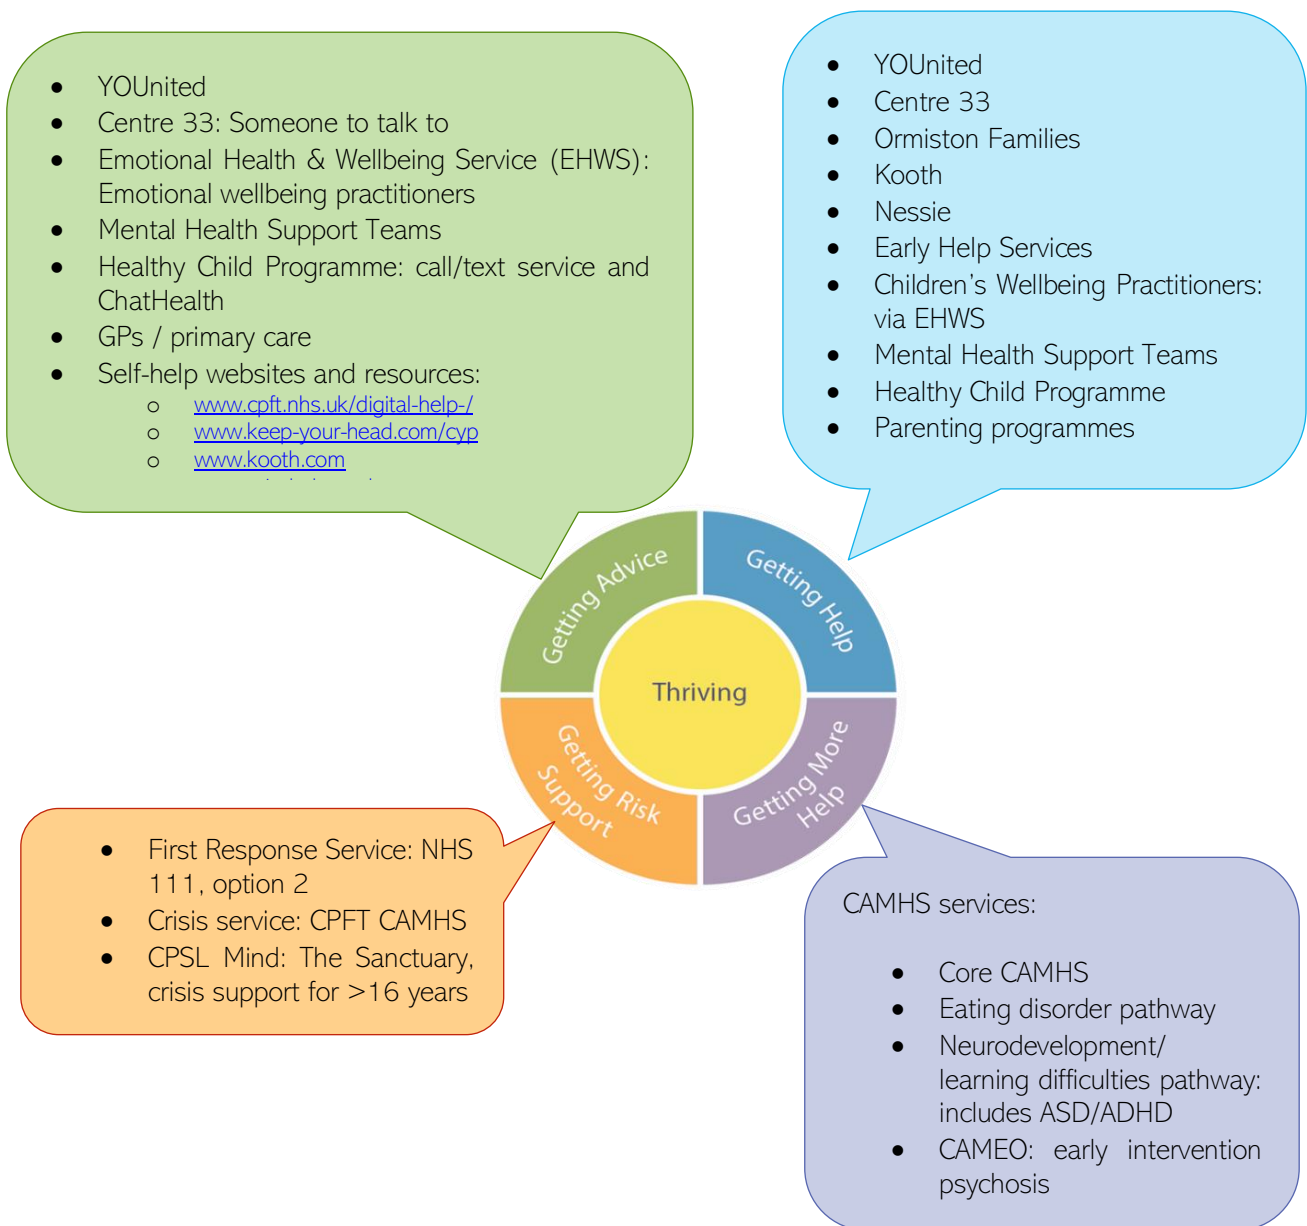 • YOUnited
• Centre 33: Someone to talk to
• Emotional Health & Wellbeing Service (EHWS):
Emotional wellbeing practitioners
• Mental Health Support Teams
• Healthy Child Programme: call/text service and
ChatHealth
• GPs / primary care
• Self-help websites and resources:
o www.cpft.nhs.uk/digital-help-/
o www.keep-your-head.com/cyp
o www.kooth.com
• YOUnited
• Centre 33
• Ormiston Families
• Kooth
• Nessie
• Early Help Services
• Children's Wellbeing Practitioners:
via EHWS
• Mental Health Support Teams
• Healthy Child Programme
• Parenting programmes
Getting Advice
Getting Help
Thriving
Getting Risk
Support
Getting More
Help
• First Response Service: NHS
111, option 2
• Crisis service: CPFT CAMHS
• CPSL Mind: The Sanctuary,
crisis support for >16 years
CAMHS services:
• Core CAMHS
• Eating disorder pathway
• Neurodevelopment/
learning difficulties pathway:
includes ASD/ADHD
• CAMEO: early intervention
psychosis